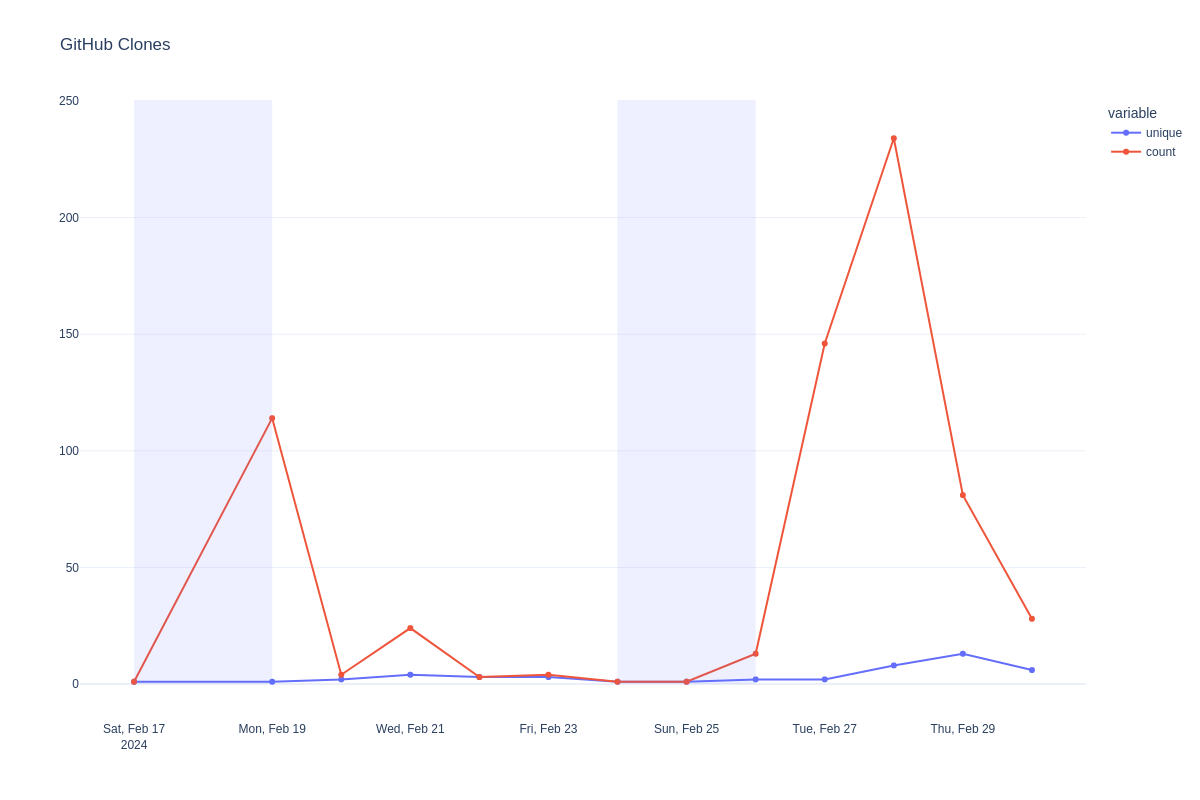 GitHub Clones
250
200
150
100
50
0
Sat, Feb 17
2024
Mon, Feb 19
Wed, Feb 21
Fri, Feb 23
Sun, Feb 25
Tue, Feb 27
Thu, Feb 29
variable
unique
count